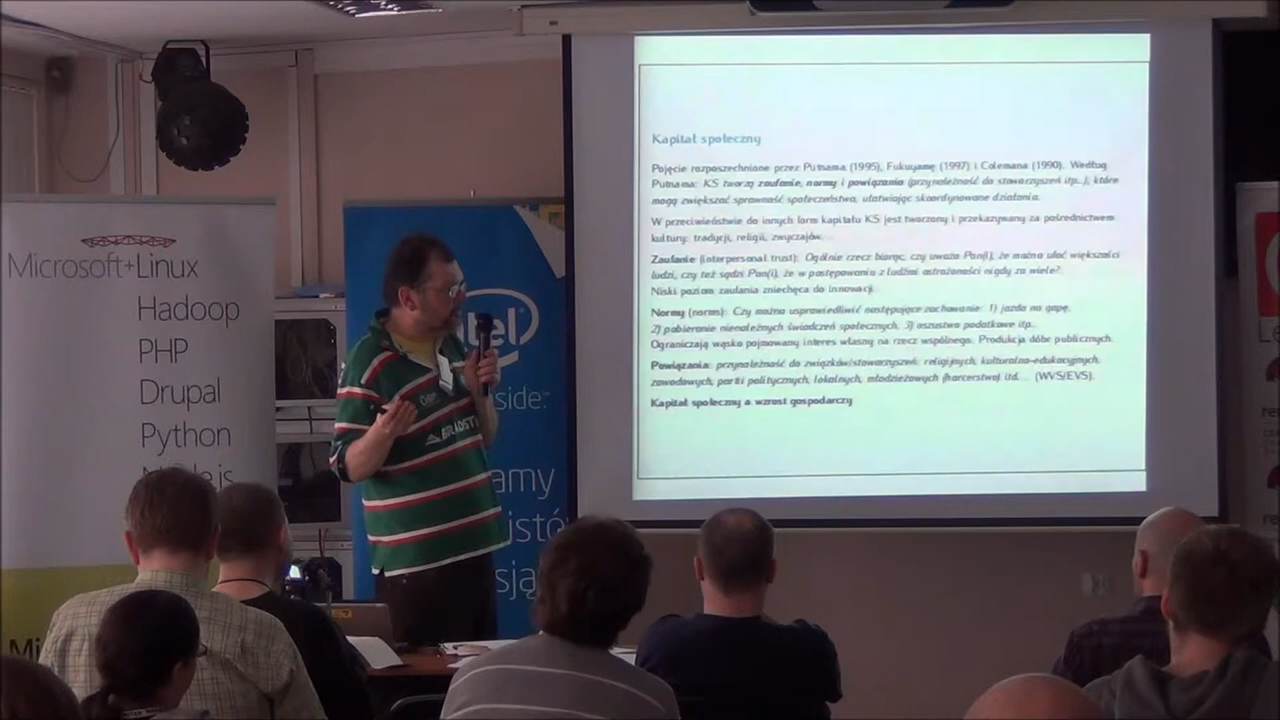 Kapitał społeczny
Pojęcie rozpowszechnione przez Putnama (1995), Fukuyamę (1997) i Colemana (1990). Według
Putnama: KS tworzą zaufanie, normy i powiązania (przynależność do stowarzyszeń itp..), które
mogą zwiększać sprawność społeczeństwa, ułatwiając skoordynowane działania.
W przeciwieństwie do innych form kapitału KS jest tworzony i przekazywany za pośrednictwem
kultury: tradycji, religii, zwyczajów...
Zaufanie (interpersonal trust): Ogólnie rzecz biorąc, czy uważa Pan(i), że można ufać większości
ludzi, czy też sądzi Pan(i), że w postępowaniu z ludźmi ostrożności nigdy za wiele?
Niski poziom zaufania zniechęca do innowacji.
Normy (norms): Czy można usprawiedliwić następujące zachowanie: 1) jazda na gapę,
2) pobieranie nienależnych świadczeń społecznych, 3) oszustwa podatkowe itp..
Ograniczają wąsko pojmowany interes własny na rzecz wspólnego. Produkcja dóbr publicznych.
Powiązania: przynależność do związków/stowarzyszeń: religijnych, kulturalno-edukacyjnych,
zawodowych, partii politycznych, lokalnych, młodzieżowych (harcerstwo) itd... (WVS/EVS).
Kapitał społeczny a wzrost gospodarczy
Microsoft+Linux
Hadoop
PHP
Drupal
Python
Node.js
Mi
tel
side.
amy
istó
sją